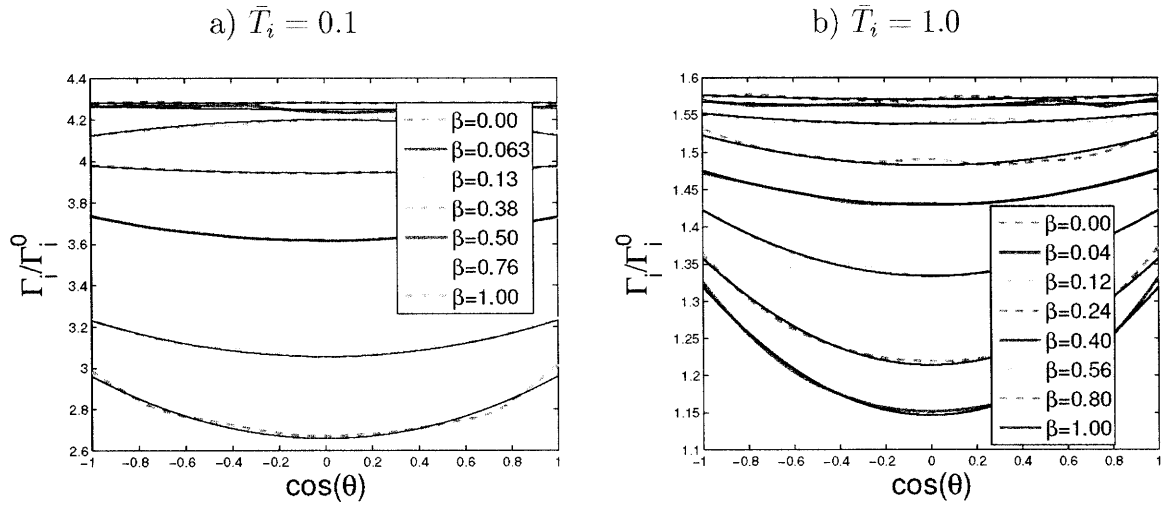 a) T̄ᵢ = 0.1
b) T̄ᵢ = 1.0
4.4
4.2
4
3.8
3.6
3.4
3.2
3
2.8
2.6
Γᵢ/Γᵢ⁰
-1 -0.8 -0.6 -0.4 -0.2 0 0.2 0.4 0.6 0.8 1
cos(θ)
β=0.00
β=0.063
β=0.13
β=0.38
β=0.50
β=0.76
β=1.00
1.6
1.55
1.5
1.45
1.4
1.35
1.3
1.25
1.2
1.15
1.1
Γᵢ/Γᵢ⁰
-1 -0.8 -0.6 -0.4 -0.2 0 0.2 0.4 0.6 0.8 1
cos(θ)
β=0.00
β=0.04
β=0.12
β=0.24
β=0.40
β=0.56
β=0.80
β=1.00